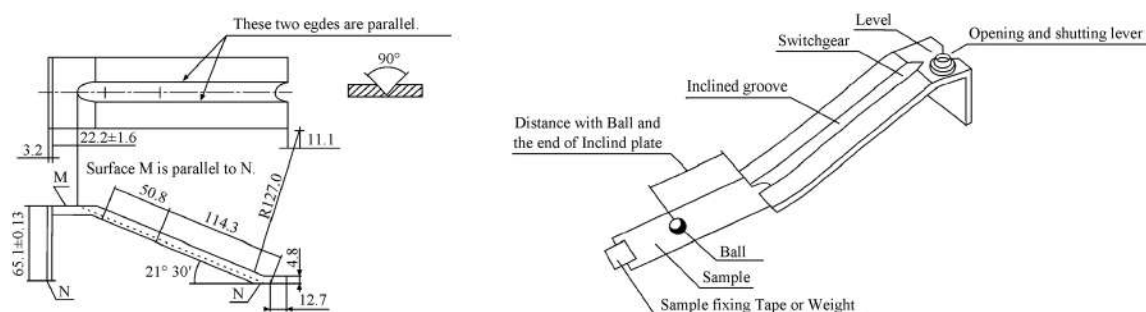 These two egdes are parallel.
90°
22.2±1.6
3.2
11.1
Surface M is parallel to N.
M
50.8
114.3
R127.0
65.1±0.13
21° 30'
4.8
N
N
12.7
Level
Opening and shutting lever
Switchgear
Inclined groove
Distance with Ball and
the end of Inclind plate
Ball
Sample
Sample fixing Tape or Weight